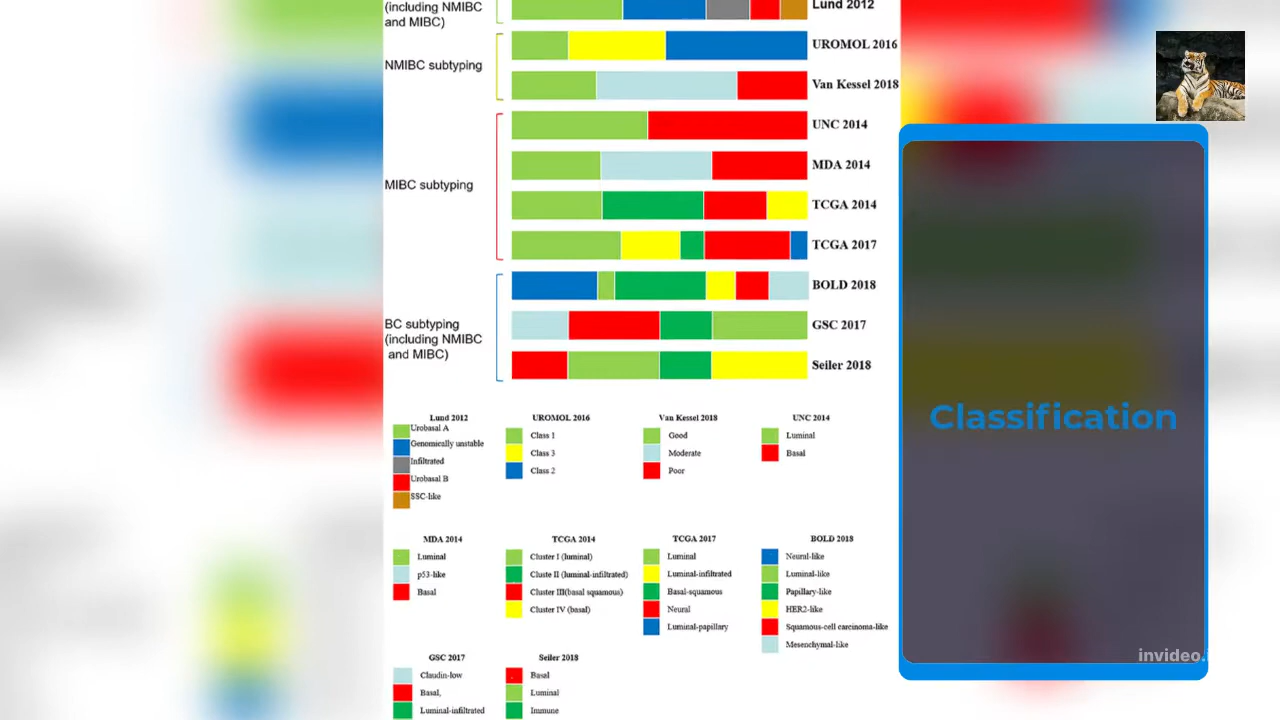 (including NMIBC
and MIBC)
Lund 2012
UROMOL 2016
NMIBC subtyping
Van Kessel 2018
UNC 2014
MDA 2014
MIBC subtyping
TCGA 2014
TCGA 2017
BOLD 2018
BC subtyping
(including NMIBC
and MIBC)
GSC 2017
Seiler 2018
Classification
Lund 2012
Urobasal A
Genomically unstable
Infiltrated
Urobasal B
SSC-like
UROMOL 2016
Class 1
Class 3
Class 2
Van Kessel 2018
Good
Moderate
Poor
UNC 2014
Luminal
Basal
MDA 2014
Luminal
p53-like
Basal
TCGA 2014
Cluster I (luminal)
Cluste II (luminal-infiltrated)
Cluster III(basal squamous)
Cluster IV (basal)
TCGA 2017
Luminal
Luminal-infiltrated
Basal-squamous
Neural
Luminal-papillary
BOLD 2018
Neural-like
Luminal-like
Papillary-like
HER2-like
Squamous-cell carcinoma-like
Mesenchymal-like
GSC 2017
Claudin-low
Basal,
Luminal-infiltrated
Seiler 2018
Basal
Luminal
Immune
invideo.i